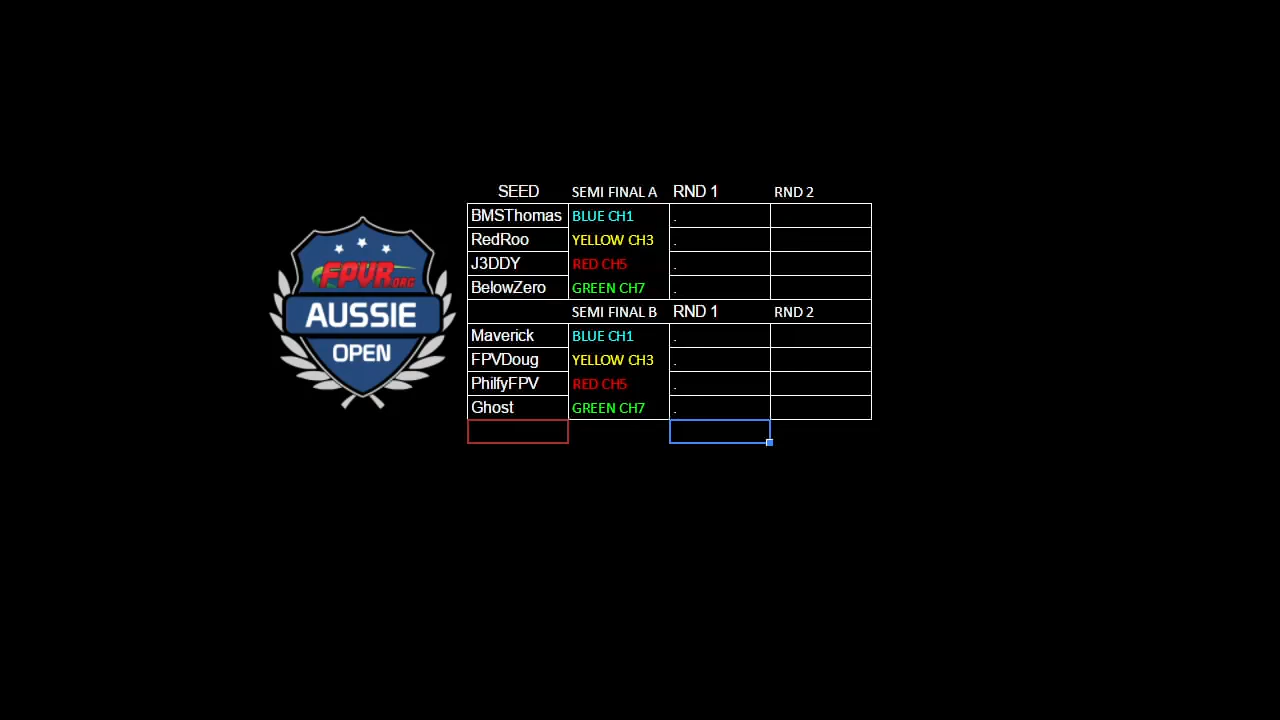 SEED SEMI FINAL A RND 1 RND 2
BMSThomas BLUE CH1 .
RedRoo YELLOW CH3 .
J3DDY RED CH5 .
BelowZero GREEN CH7 .
SEMI FINAL B RND 1 RND 2
Maverick BLUE CH1 .
FPVDoug YELLOW CH3 .
PhilfyFPV RED CH5 .
Ghost GREEN CH7 .
FPVR.ORG
AUSSIE
OPEN